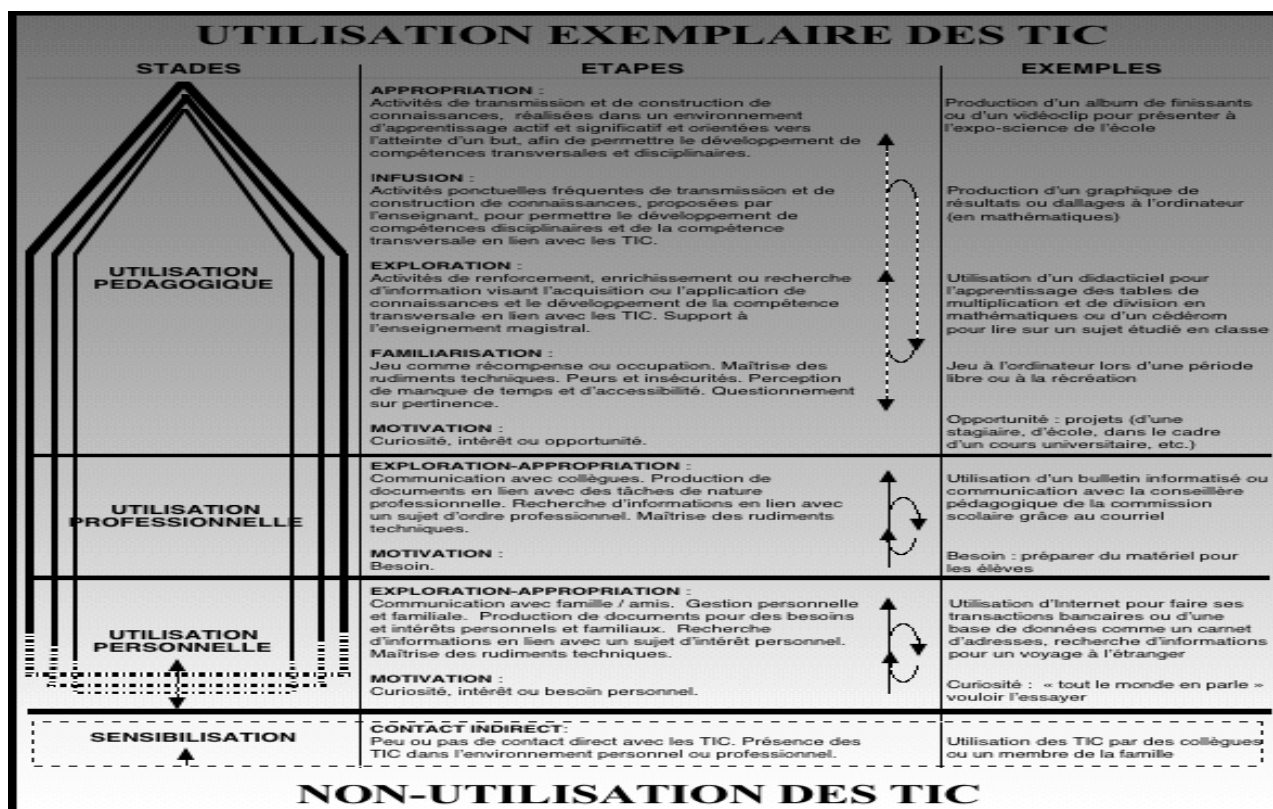 UTILISATION EXEMPLAIRE DES TIC
STADES
ETAPES
EXEMPLES
UTILISATION
PEDAGOGIQUE
APPROPRIATION :
Activités de transmission et de construction de
connaissances, réalisées dans un environnement
d'apprentissage actif et significatif et orientées vers
l'atteinte d'un but, afin de permettre le développement de
compétences transversales et disciplinaires.
Production d'un album de finissants
ou d'un vidéoclip pour présenter à
l'expo-science de l'école
INFUSION :
Activités ponctuelles fréquentes de transmission et de
construction de connaissances, proposées par
l'enseignant, pour permettre le développement de
compétences disciplinaires et de la compétence
transversale en lien avec les TIC.
Production d'un graphique de
résultats ou dallages à l'ordinateur
(en mathématiques)
EXPLORATION :
Activités de renforcement, enrichissement ou recherche
d'information visant l'acquisition ou l'application de
connaissances et le développement de la compétence
transversale en lien avec les TIC. Support à
l'enseignement magistral.
Utilisation d'un didacticiel pour
l'apprentissage des tables de
multiplication et de division en
mathématiques ou d'un cédérom
pour lire sur un sujet étudié en classe
FAMILIARISATION :
Jeu comme récompense ou occupation. Maîtrise des
rudiments techniques. Peurs et insécurités. Perception
de manque de temps et d'accessibilité. Questionnement
sur pertinence.
Jeu à l'ordinateur lors d'une période
libre ou à la récréation
MOTIVATION :
Curiosité, intérêt ou opportunité.
Opportunité : projets (d'une
stagiaire, d'école, dans le cadre
d'un cours universitaire, etc.)
UTILISATION
PROFESSIONNELLE
EXPLORATION-APPROPRIATION :
Communication avec collègues. Production de
documents en lien avec des tâches de nature
professionnelle. Recherche d'informations en lien avec
un sujet d'ordre professionnel. Maîtrise des rudiments
techniques.
Utilisation d'un bulletin informatisé ou
communication avec la conseillère
pédagogique de la commission
scolaire grâce au courriel
MOTIVATION :
Besoin.
Besoin : préparer du matériel pour
les élèves
UTILISATION
PERSONNELLE
EXPLORATION-APPROPRIATION :
Communication avec famille / amis. Gestion personnelle
et familiale. Production de documents pour des besoins
et intérêts personnels et familiaux. Recherche
d'informations en lien avec un sujet d'intérêt personnel.
Maîtrise des rudiments techniques.
Utilisation d'Internet pour faire ses
transactions bancaires ou d'une
base de données comme un carnet
d'adresses, recherche d'informations
pour un voyage à l'étranger
MOTIVATION :
Curiosité, intérêt ou besoin personnel.
Curiosité : « tout le monde en parle »
vouloir l'essayer
SENSIBILISATION
CONTACT INDIRECT:
Peu ou pas de contact direct avec les TIC. Présence des
TIC dans l'environnement personnel ou professionnel.
Utilisation des TIC par des collègues
ou un membre de la famille
NON-UTILISATION DES TIC